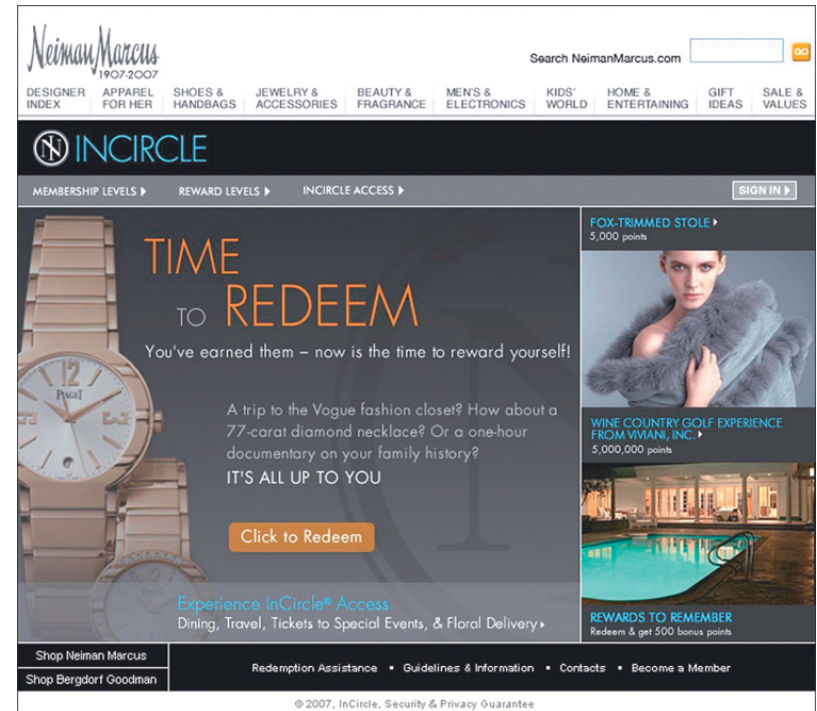 Neiman Marcus
1907-2007
Search NeimanMarcus.com
GO
DESIGNER INDEX
APPAREL FOR HER
SHOES & HANDBAGS
JEWELRY & ACCESSORIES
BEAUTY & FRAGRANCE
MEN'S & ELECTRONICS
KIDS' WORLD
HOME & ENTERTAINING
GIFT IDEAS
SALE & VALUES
N INCIRCLE
MEMBERSHIP LEVELS
REWARD LEVELS
INCIRCLE ACCESS
SIGN IN
TIME
TO REDEEM
You've earned them – now is the time to reward yourself!
A trip to the Vogue fashion closet? How about a
77-carat diamond necklace? Or a one-hour
documentary on your family history?
IT'S ALL UP TO YOU
Click to Redeem
Experience InCircle® Access
Dining, Travel, Tickets to Special Events, & Floral Delivery
12
PIAGET
6
PIAGET
FOX-TRIMMED STOLE
5,000 points
WINE COUNTRY GOLF EXPERIENCE
FROM VIVIANI, INC.
5,000,000 points
REWARDS TO REMEMBER
Redeem & get 500 bonus points
Shop Neiman Marcus
Shop Bergdorf Goodman
Redemption Assistance • Guidelines & Information • Contacts • Become a Member
© 2007, InCircle, Security & Privacy Guarantee